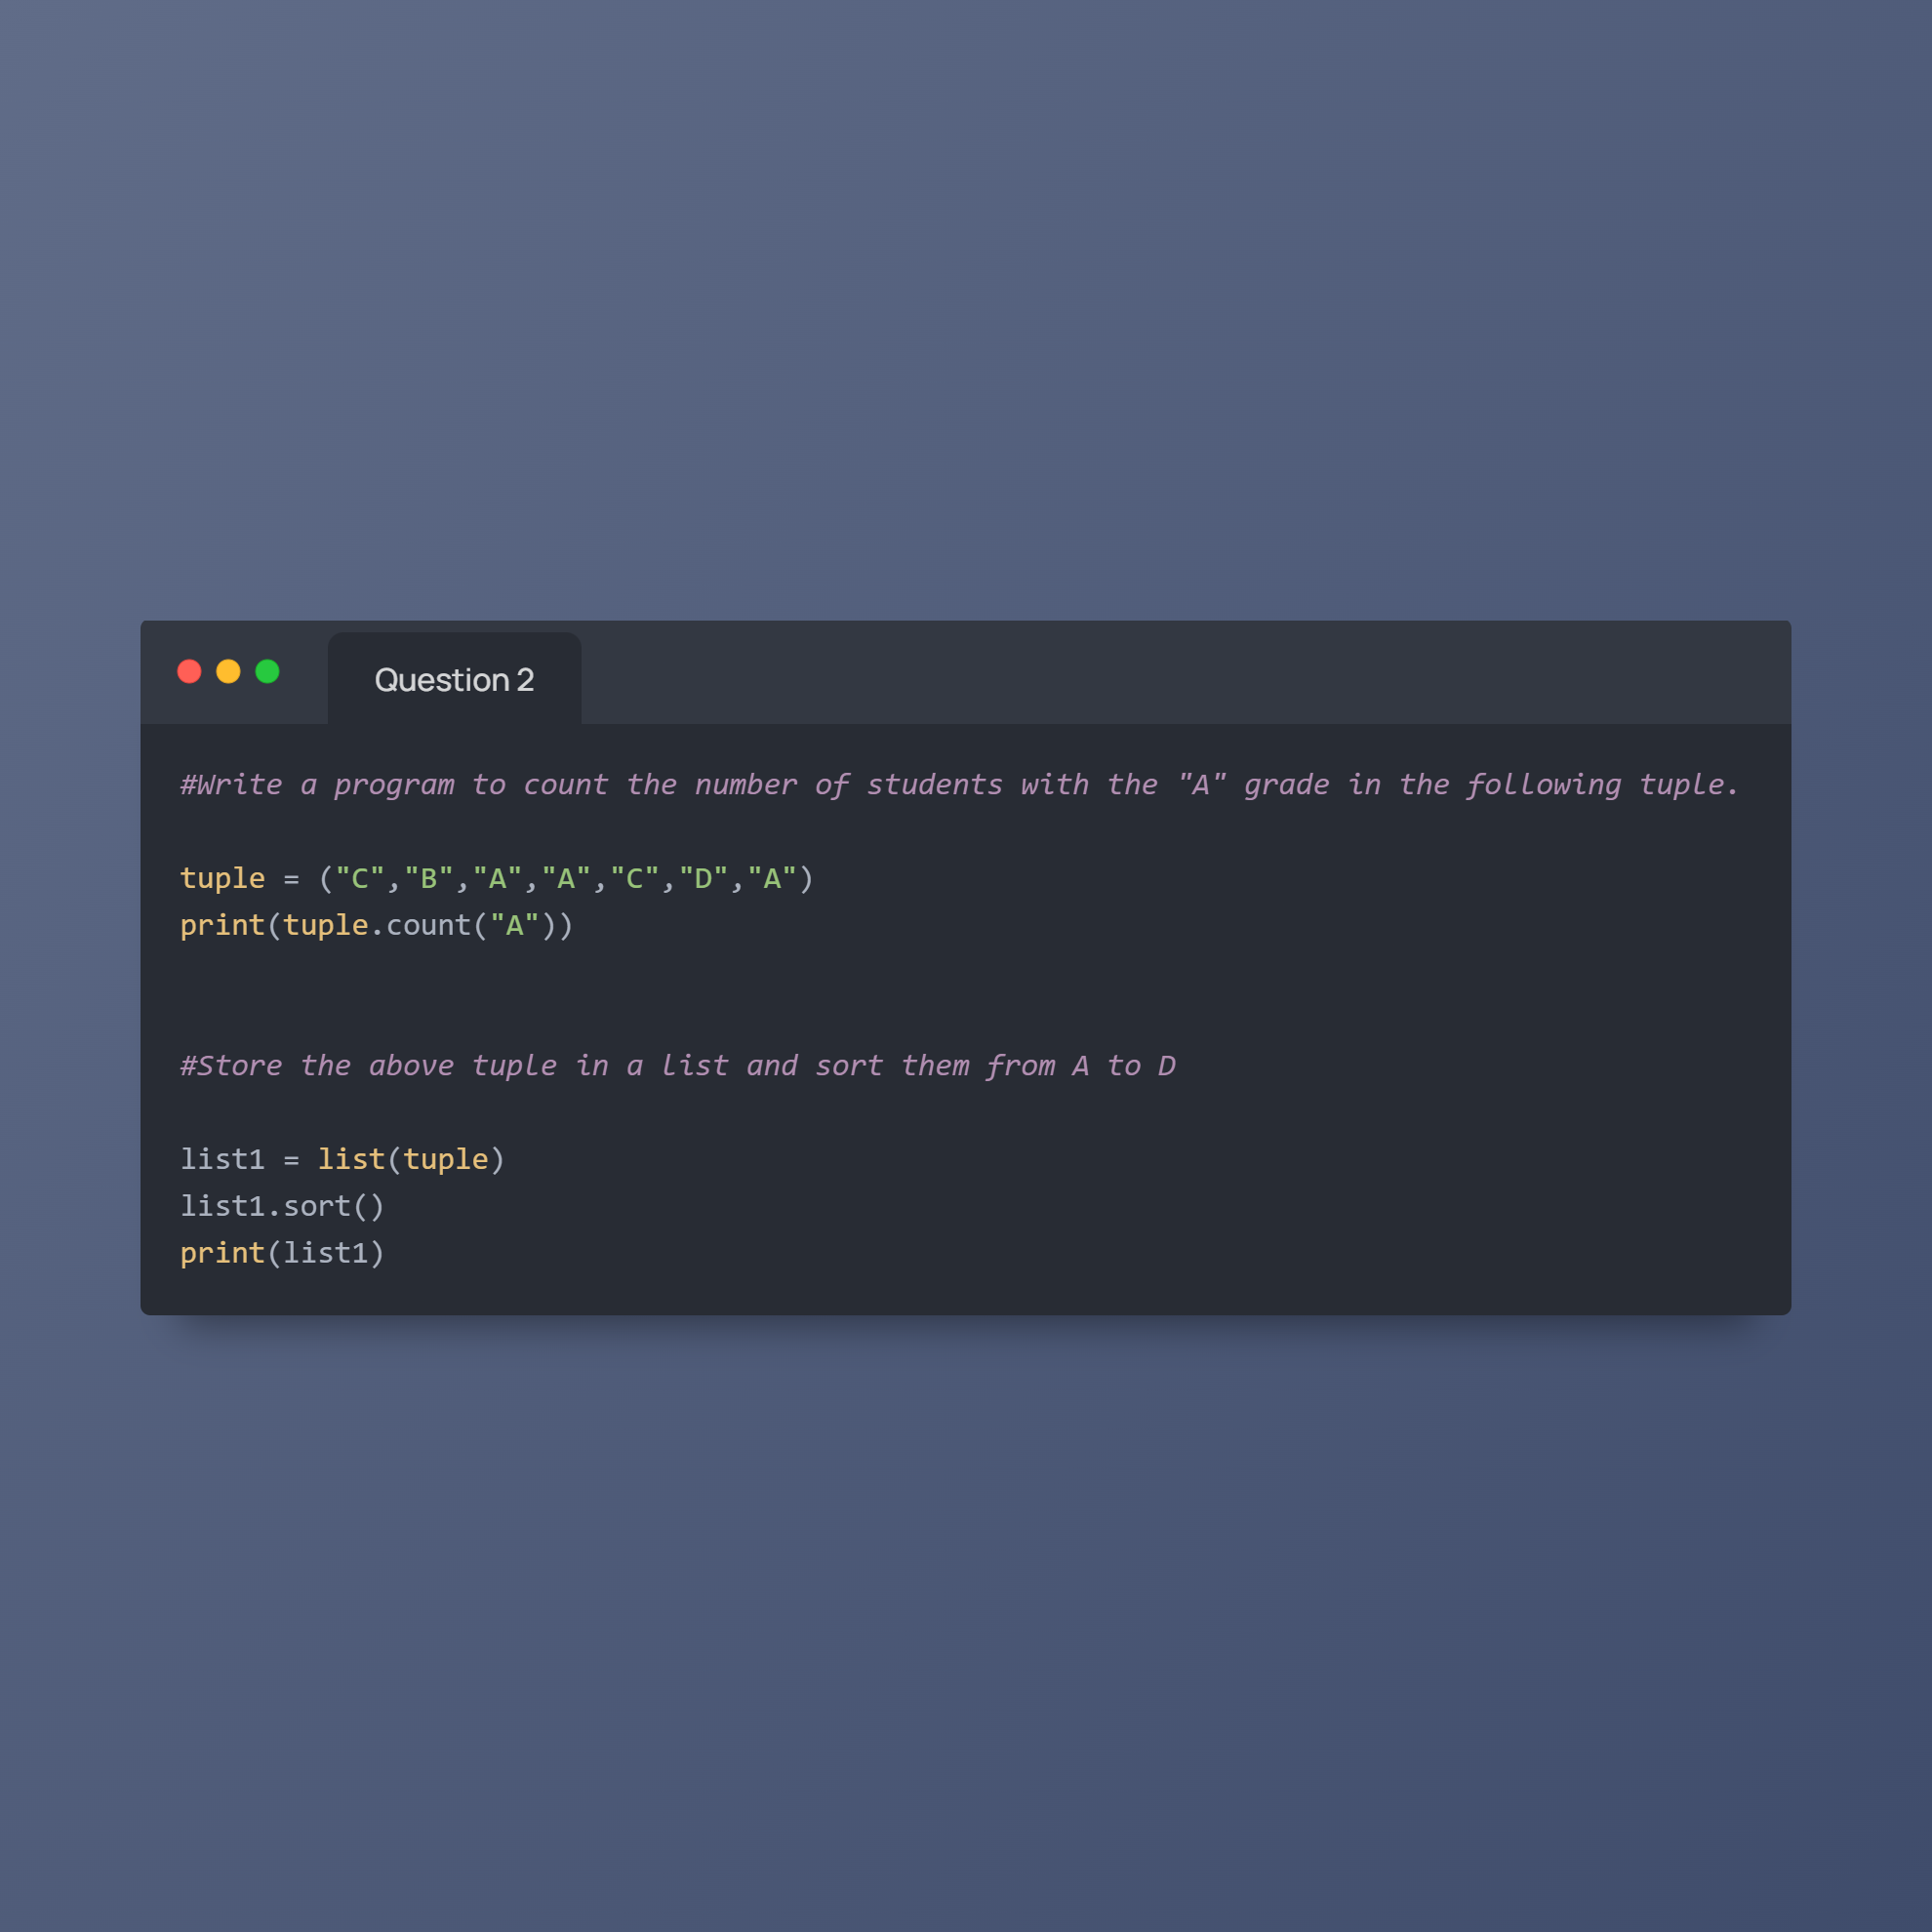 Question 2
#Write a program to count the number of students with the "A" grade in the following tuple.
tuple = ("C","B","A","A","C","D","A")
print(tuple.count("A"))
#Store the above tuple in a list and sort them from A to D
list1 = list(tuple)
list1.sort()
print(list1)